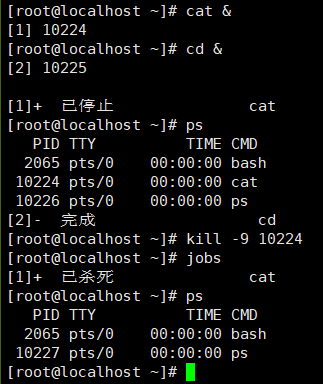 [root@localhost ~]# cat &
[1] 10224
[root@localhost ~]# cd &
[2] 10225
[1]+  已停止               cat
[root@localhost ~]# ps
   PID TTY          TIME CMD
  2065 pts/0    00:00:00 bash
 10224 pts/0    00:00:00 cat
 10226 pts/0    00:00:00 ps
[2]-  完成                  cd
[root@localhost ~]# kill -9 10224
[root@localhost ~]# jobs
[1]+  已杀死               cat
[root@localhost ~]# ps
   PID TTY          TIME CMD
  2065 pts/0    00:00:00 bash
 10227 pts/0    00:00:00 ps
[root@localhost ~]#